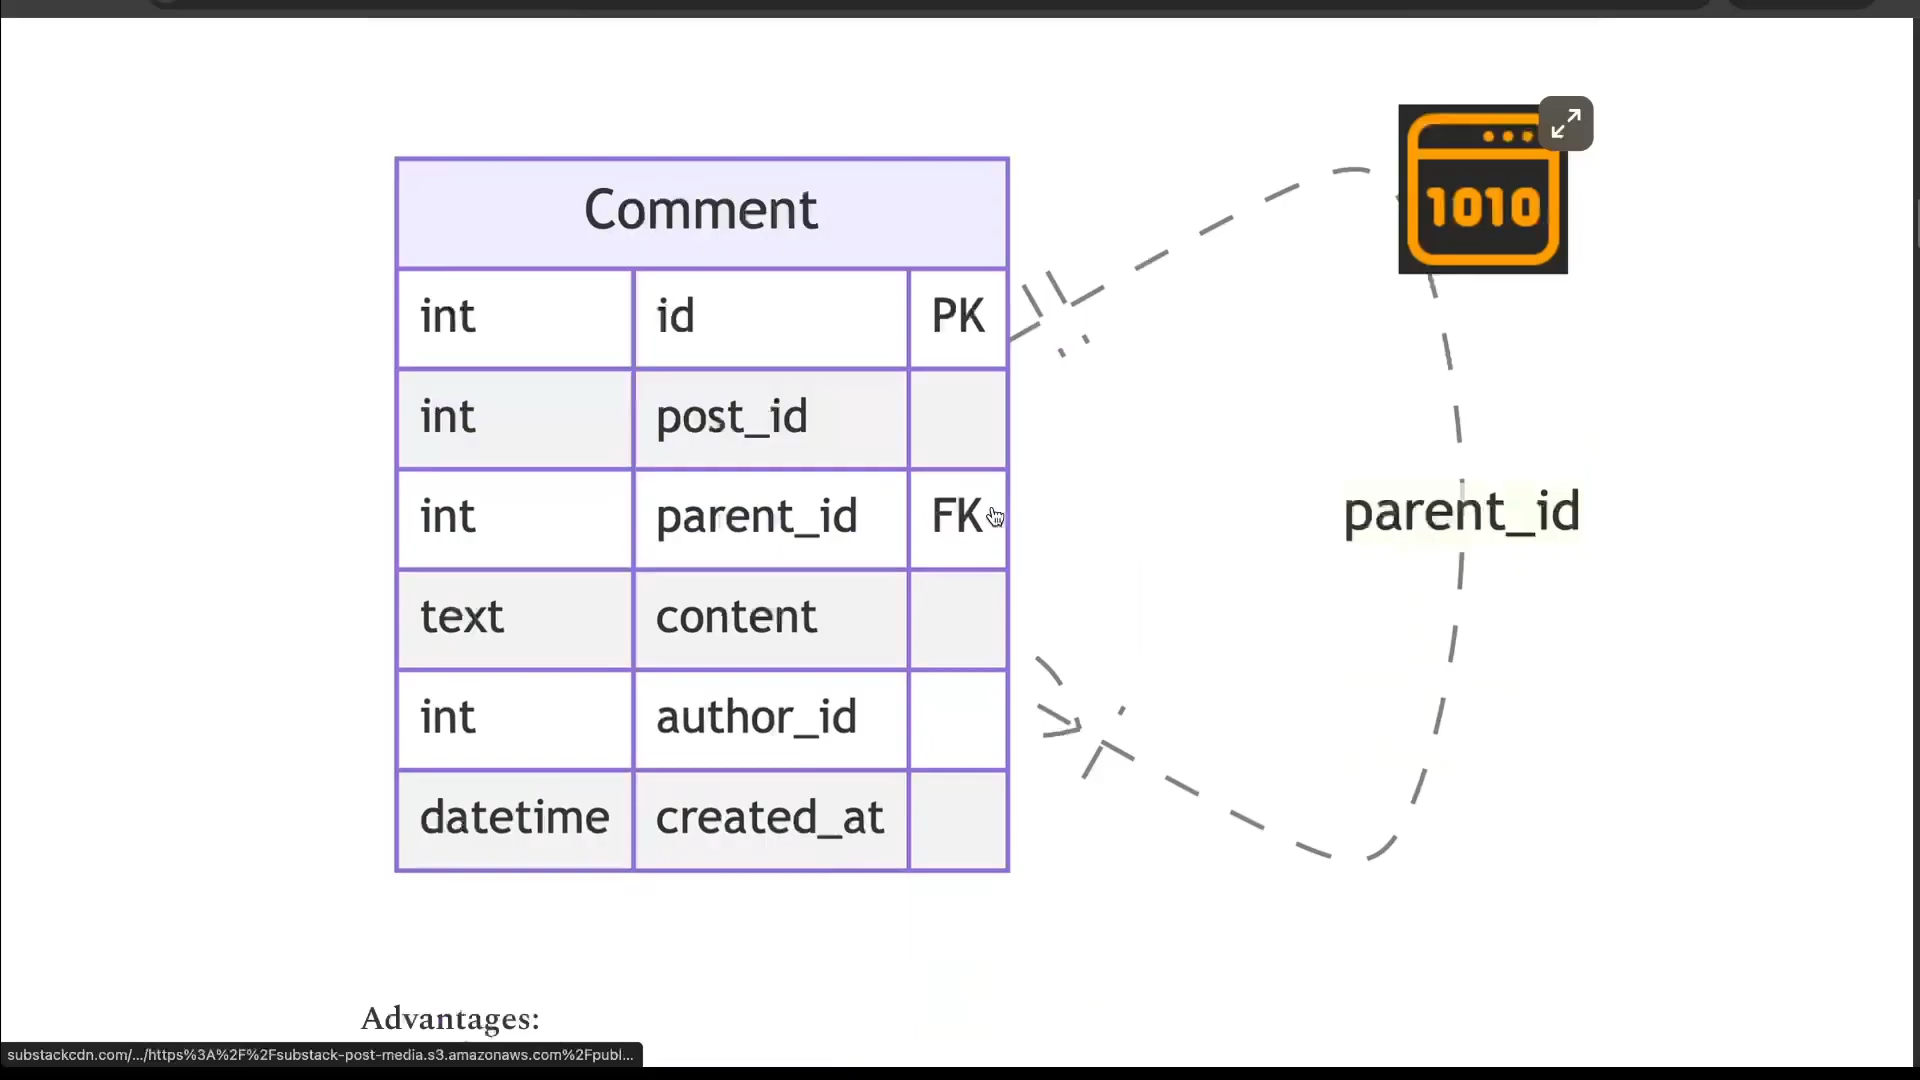 1010
Comment
int id PK
int post_id
int parent_id FK
parent_id
text content
int author_id
datetime created_at
Advantages:
substackcdn.com/.../https%3A%2F%2Fsubstack-post-media.s3.amazonaws.com%2Fpubl...